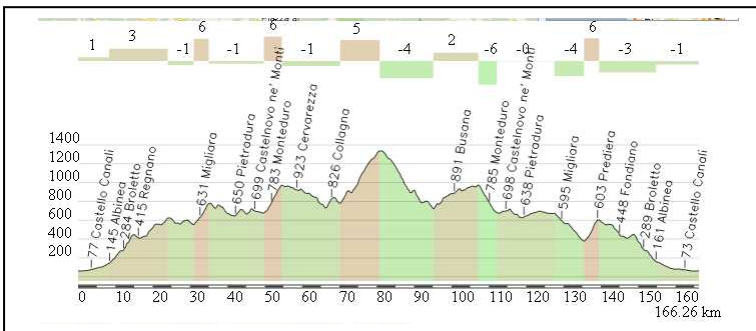 1 3 -1 6 -1 6 -1 5 -4 2 -6 -0 -4 6 -3 -1
1400
1200
1000
800
600
400
200
77 Castello Canali
145 Albinea
284 Broletto
415 Regnano
631 Migliara
650 Pietradura
699 Castelnovo ne' Monti
783 Monteduro
923 Cervarezza
826 Collagna
891 Busana
785 Monteduro
698 Castelnovo ne' Monti
638 Pietradura
595 Migliara
603 Prediera
448 Fondiano
289 Broletto
161 Albinea
73 Castello Canali
0 10 20 30 40 50 60 70 80 90 100 110 120 130 140 150 160
166.26 km